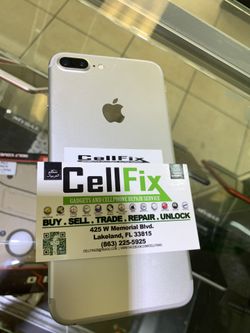 CellFix
CellFix
GADGETS AND CELLPHONE REPAIR SERVICE
BUY . SELL . TRADE . REPAIR . UNLOCK
425 W Memorial Blvd.
Lakeland, FL 33815
(863) 225-5925